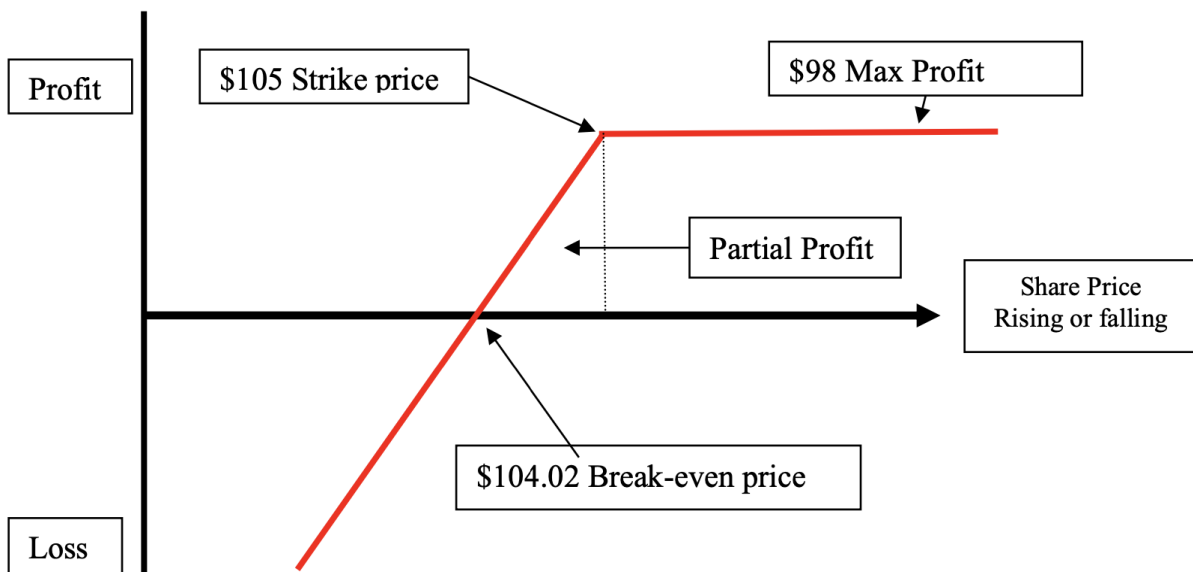 $105 Strike price
$98 Max Profit
Profit
Partial Profit
Share Price
Rising or falling
$104.02 Break-even price
Loss